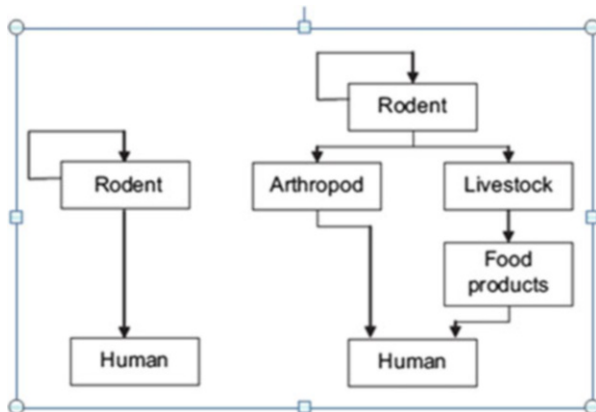 Rodent
Rodent
Arthropod
Livestock
Food
products
Human
Human